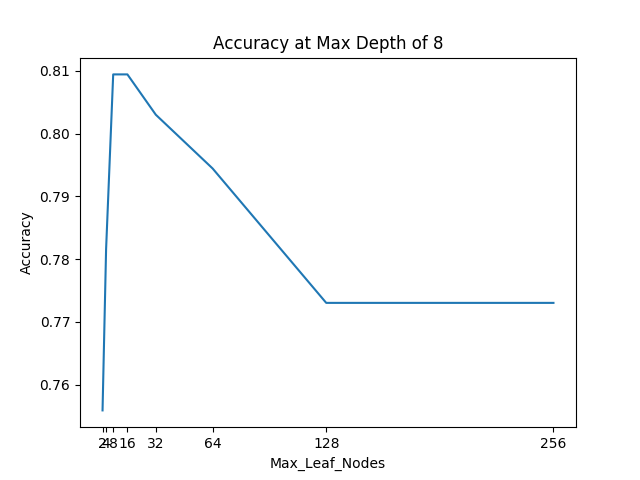 Accuracy at Max Depth of 8
0.81
0.80
0.79
0.78
0.77
0.76
Accuracy
2 4 8 16 32 64 128 256
Max_Leaf_Nodes